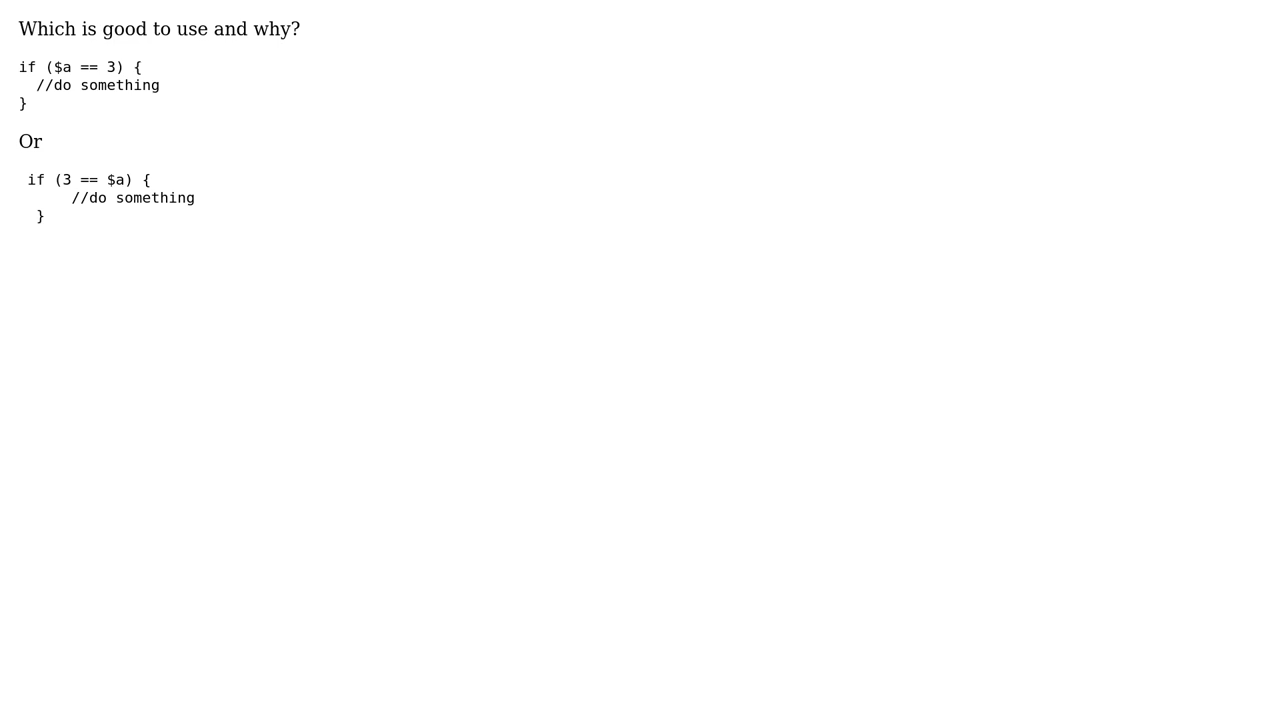 Which is good to use and why?
if ($a == 3) {
  //do something
}
Or
 if (3 == $a) {
      //do something
  }